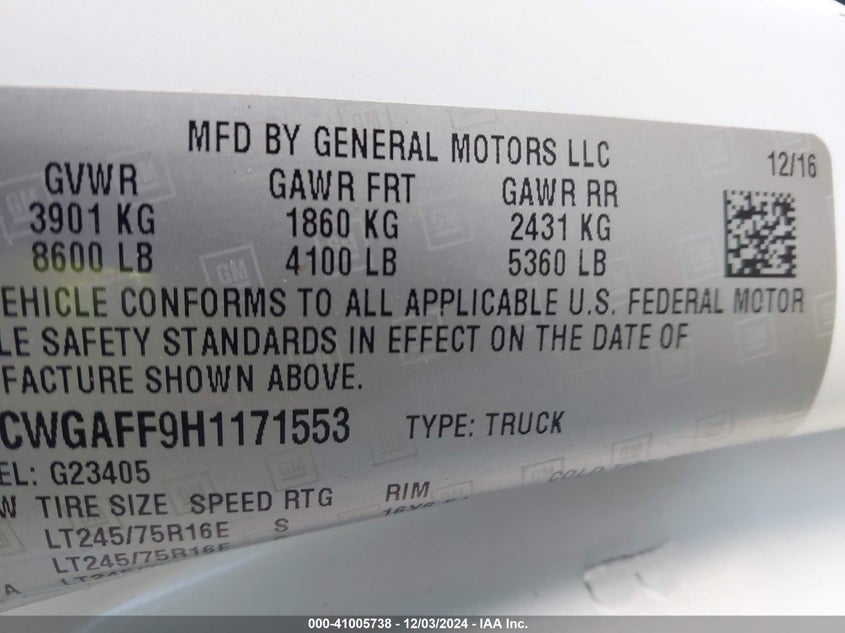 MFD BY GENERAL MOTORS LLC 12/16
GVWR GAWR FRT GAWR RR
3901 KG 1860 KG 2431 KG
8600 LB 4100 LB 5360 LB
EHICLE CONFORMS TO ALL APPLICABLE U.S. FEDERAL MOTOR
LE SAFETY STANDARDS IN EFFECT ON THE DATE OF
FACTURE SHOWN ABOVE.
CWGAFF9H1171553 TYPE: TRUCK
EL: G23405
W TIRE SIZE SPEED RTG RIM COLD
LT245/75R16E S
LT245/75R16E
000-41005738 - 12/03/2024 - IAA Inc.